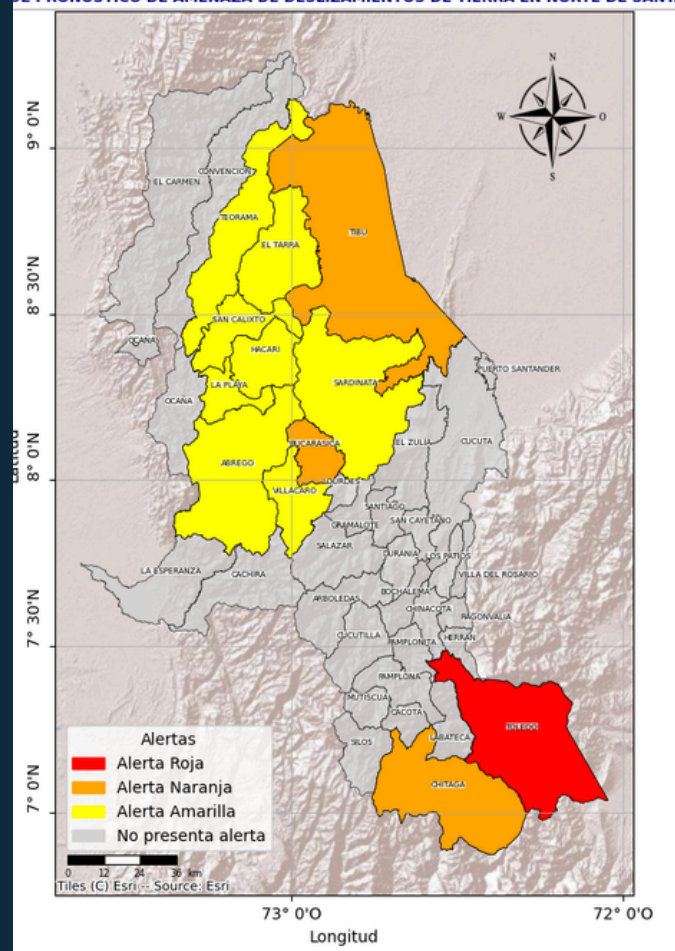 DE PRONÓSTICO DE AMENAZA DE DESLIZAMIENTOS DE TIERRA EN NORTE DE
N
W
O
S
9° 0'N
8° 30'N
8° 0'N
7° 30'N
7° 0'N
Latitud
CONVENCION
EL CARMEN
TEORAMA
TIBU
EL TARRA
SAN CALIXTO
OCAÑA
HACARI
PUERTO SANTANDER
LA PLAYA
SARDINATA
OCAÑA
BUCARASICA
EL ZULIA
CUCUTA
ABREGO
LOURDES
VILLACARO
SANTIAGO
GRAMALOTE
SAN CAYETANO
SALAZAR
DURANIA
LOS PATIOS
LA ESPERANZA
CACHIRA
VILLA DEL ROSARIO
ARBOLEDAS
BOCHALEMA
CHINACOTA
RAGONVALIA
CUCUTILLA
PAMPLONITA
HERRAN
PAMPLONA
MUTISCUA
CACOTA
TOLEDO
SILOS
LABATECA
CHITAGA
Alertas
Alerta Roja
Alerta Naranja
Alerta Amarilla
No presenta alerta
0 12 24 36 km
Tiles (C) Esri -- Source: Esri
73° 0'O
72° 0'O
Longitud